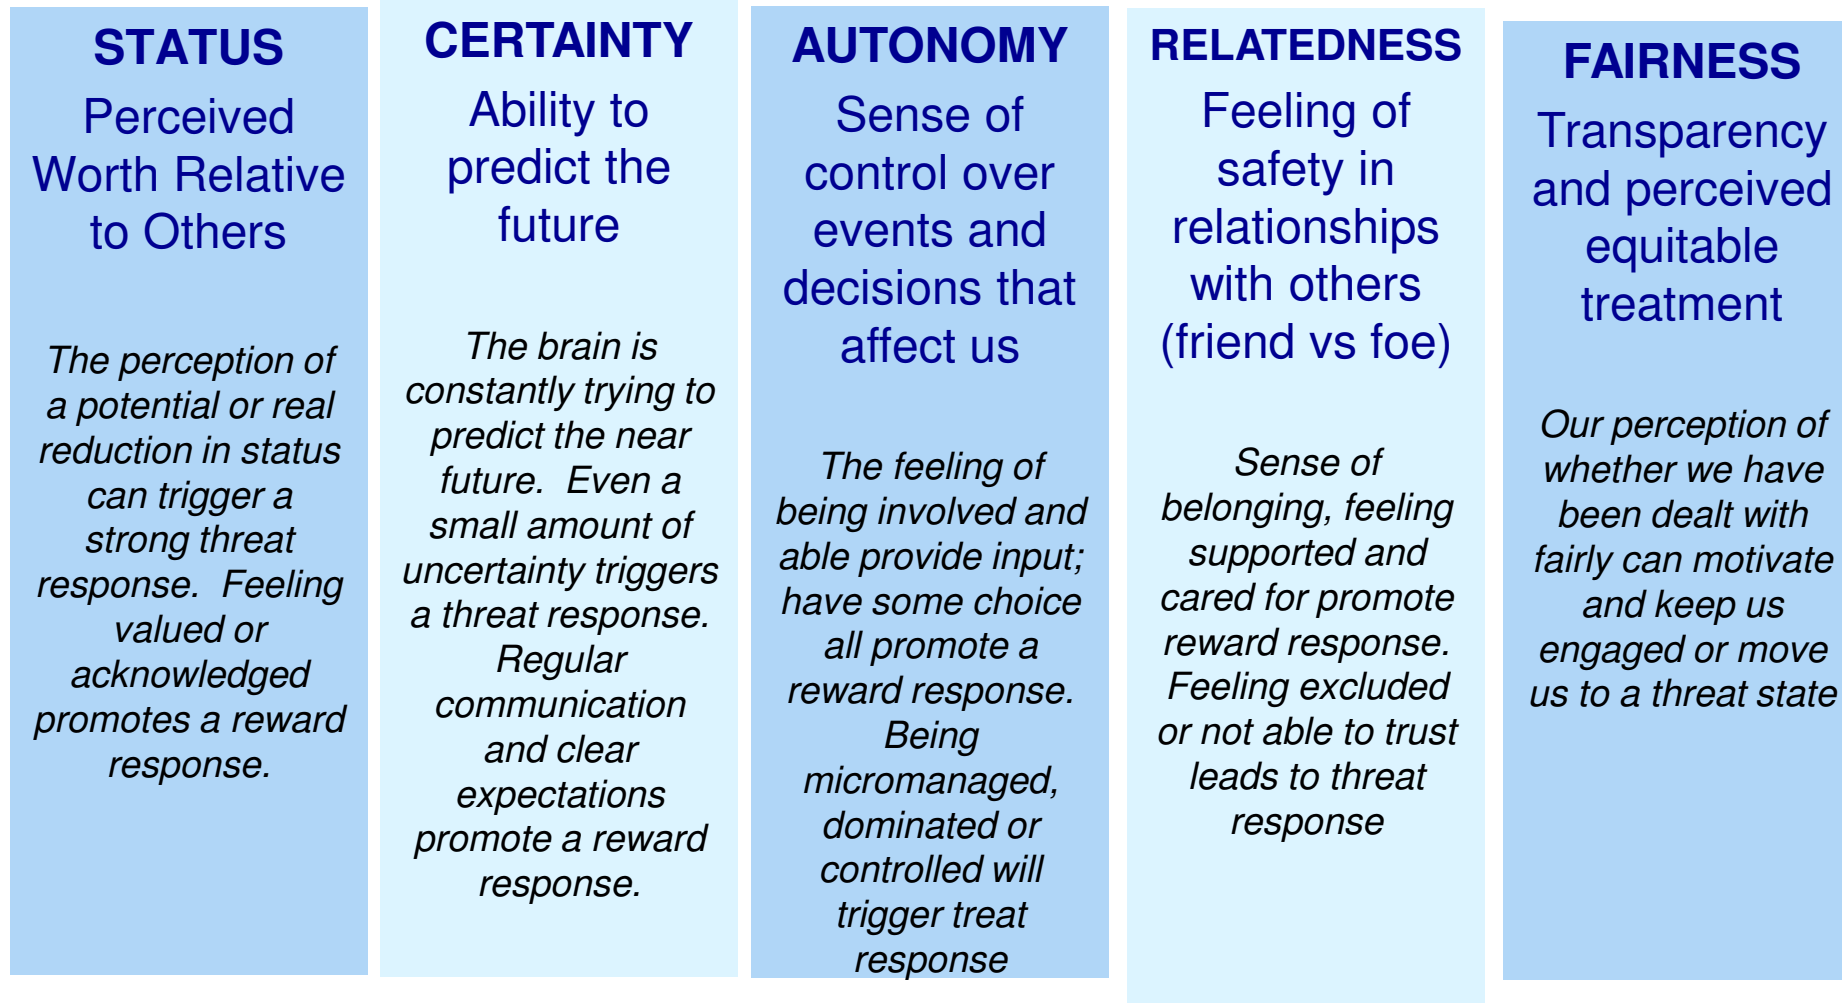 STATUS
Perceived
Worth Relative
to Others
The perception of
a potential or real
reduction in status
can trigger a
strong threat
response.  Feeling
valued or
acknowledged
promotes a reward
response.
CERTAINTY
Ability to
predict the
future
The brain is
constantly trying to
predict the near
future.  Even a
small amount of
uncertainty triggers
a threat response.
Regular
communication
and clear
expectations
promote a reward
response.
AUTONOMY
Sense of
control over
events and
decisions that
affect us
The feeling of
being involved and
able provide input;
have some choice
all promote a
reward response.
Being
micromanaged,
dominated or
controlled will
trigger treat
response
RELATEDNESS
Feeling of
safety in
relationships
with others
(friend vs foe)
Sense of
belonging, feeling
supported and
cared for promote
reward response.
Feeling excluded
or not able to trust
leads to threat
response
FAIRNESS
Transparency
and perceived
equitable
treatment
Our perception of
whether we have
been dealt with
fairly can motivate
and keep us
engaged or move
us to a threat state